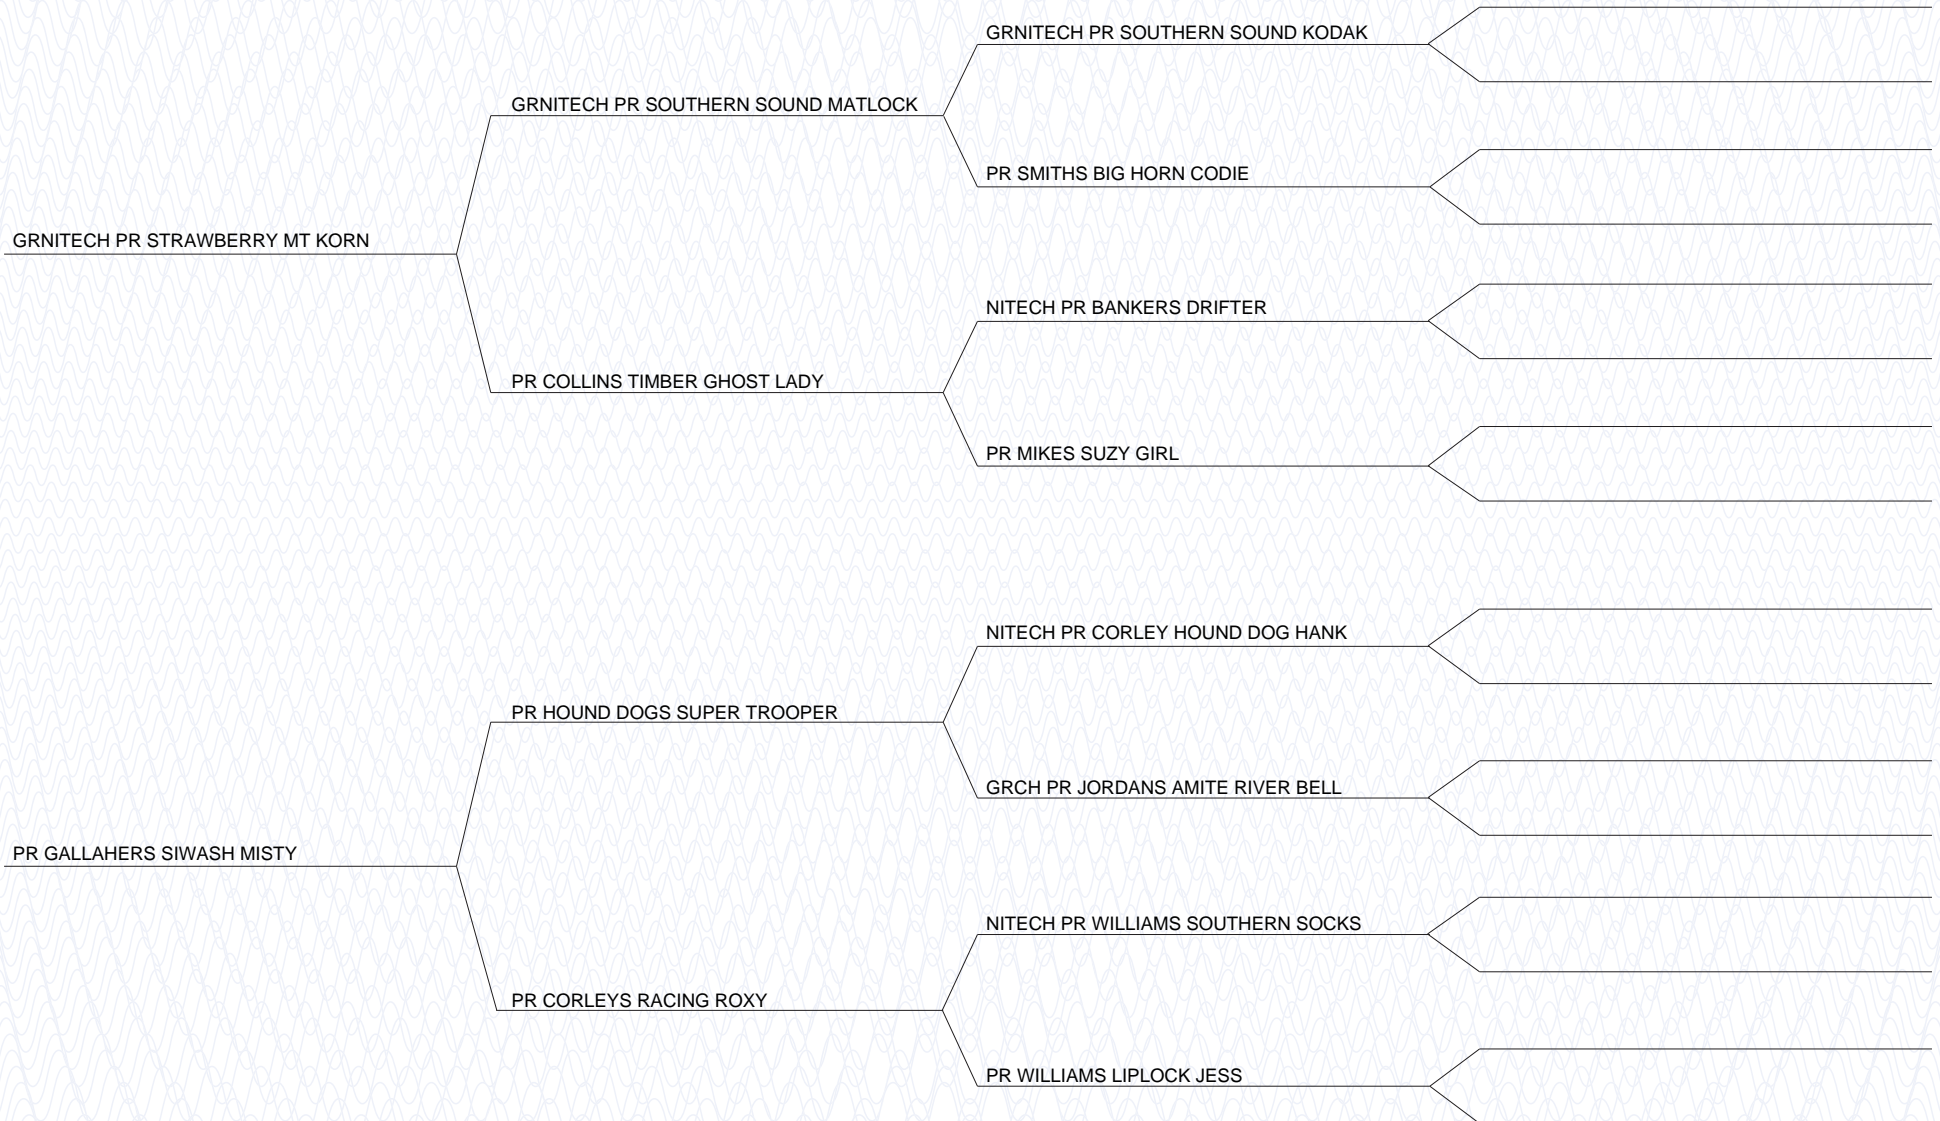 GRNITECH PR SOUTHERN SOUND KODAK
GRNITECH PR SOUTHERN SOUND MATLOCK
PR SMITHS BIG HORN CODIE
GRNITECH PR STRAWBERRY MT KORN
NITECH PR BANKERS DRIFTER
PR COLLINS TIMBER GHOST LADY
PR MIKES SUZY GIRL
NITECH PR CORLEY HOUND DOG HANK
PR HOUND DOGS SUPER TROOPER
GRCH PR JORDANS AMITE RIVER BELL
PR GALLAHERS SIWASH MISTY
NITECH PR WILLIAMS SOUTHERN SOCKS
PR CORLEYS RACING ROXY
PR WILLIAMS LIPLOCK JESS